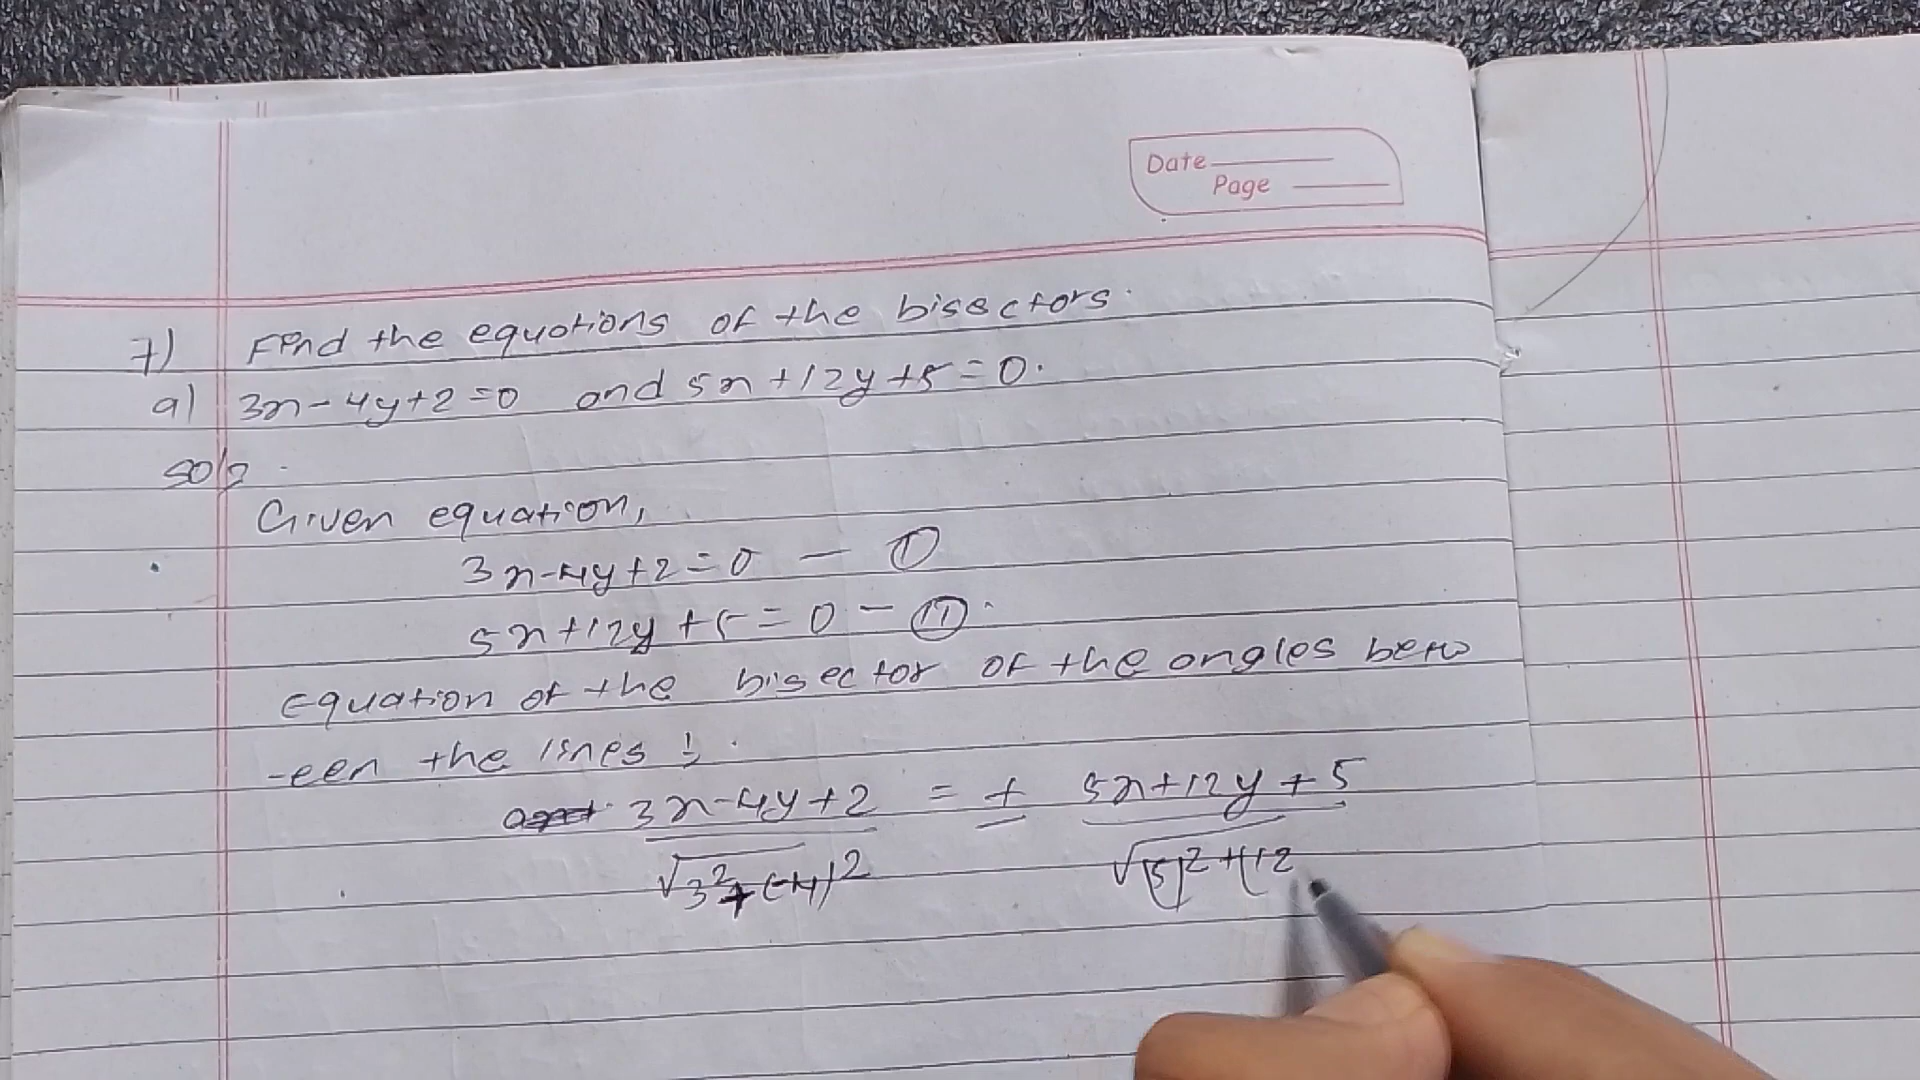 Date
Page
7) Find the equations of the bisectors.
a) 3x-4y+2=0 and 5x+12y+5=0.
Sol?
Given equation,
3x-4y+2=0 — (I)
5x+12y+5=0 — (II).
Equation of the bisector of the angles betw
-een the lines :.
3x-4y+2 = ± 5x+12y+5
√3²+(-4)² √(5)²+(12